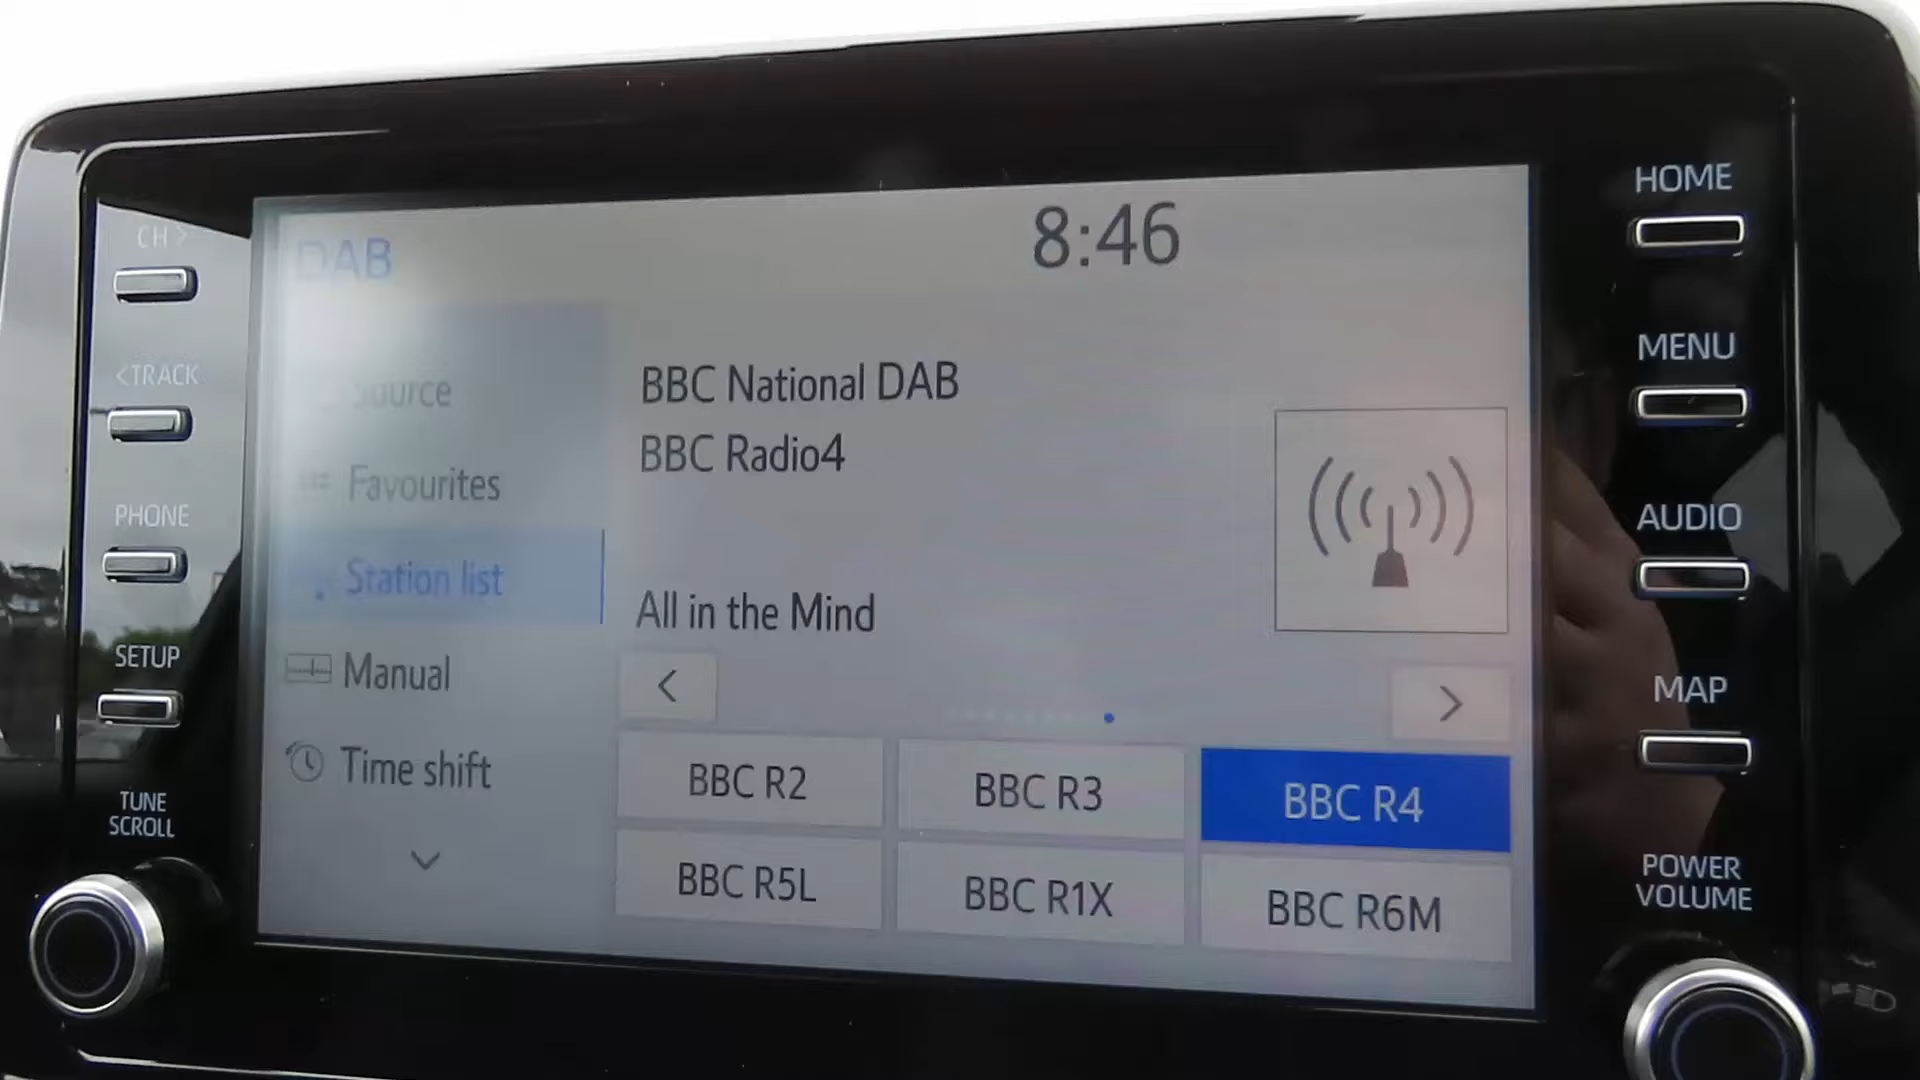 DAB
8:46
CH >
<TRACK
PHONE
SETUP
TUNE
SCROLL
Source
Favourites
Station list
Manual
Time shift
BBC National DAB
BBC Radio4
All in the Mind
<
>
BBC R2
BBC R3
BBC R4
BBC R5L
BBC R1X
BBC R6M
HOME
MENU
AUDIO
MAP
POWER
VOLUME